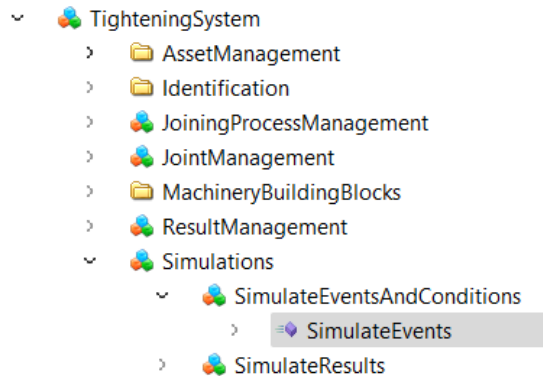 TighteningSystem
AssetManagement
Identification
JoiningProcessManagement
JointManagement
MachineryBuildingBlocks
ResultManagement
Simulations
SimulateEventsAndConditions
SimulateEvents
SimulateResults